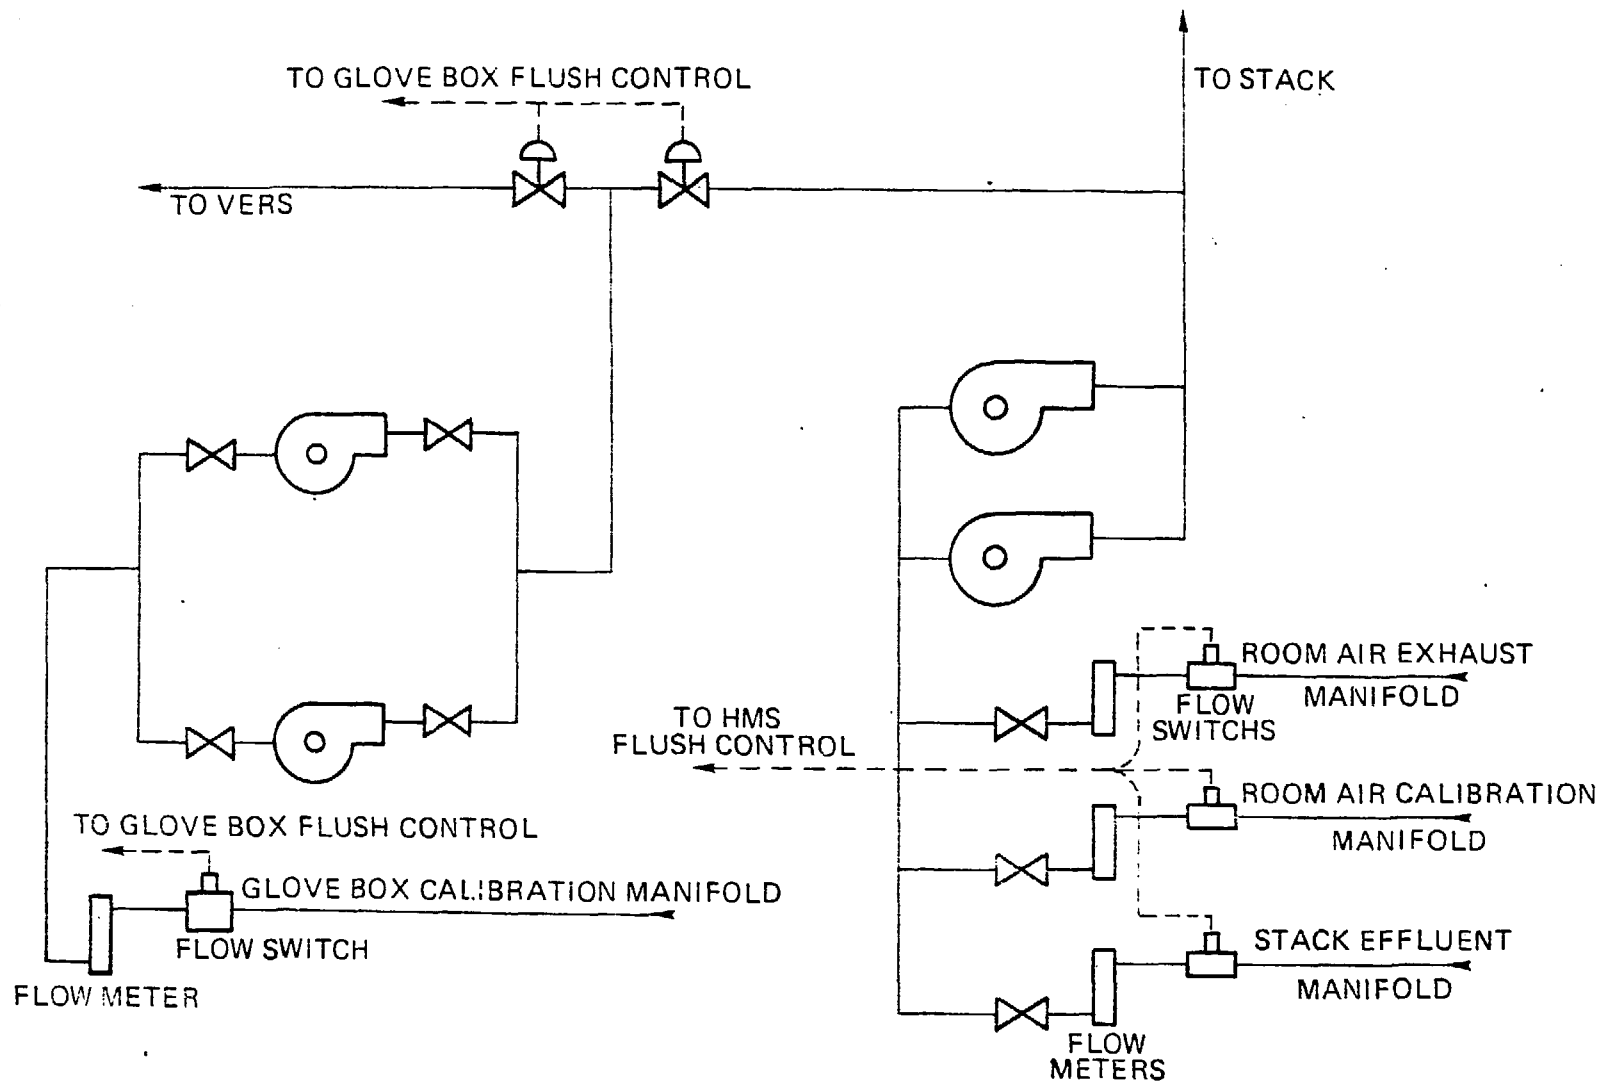 TO GLOVE BOX FLUSH CONTROL
TO STACK
TO VERS
ROOM AIR EXHAUST
MANIFOLD
FLOW
SWITCHS
TO HMS
FLUSH CONTROL
ROOM AIR CALIBRATION
MANIFOLD
TO GLOVE BOX FLUSH CONTROL
GLOVE BOX CALIBRATION MANIFOLD
FLOW SWITCH
FLOW METER
STACK EFFLUENT
MANIFOLD
FLOW
METERS